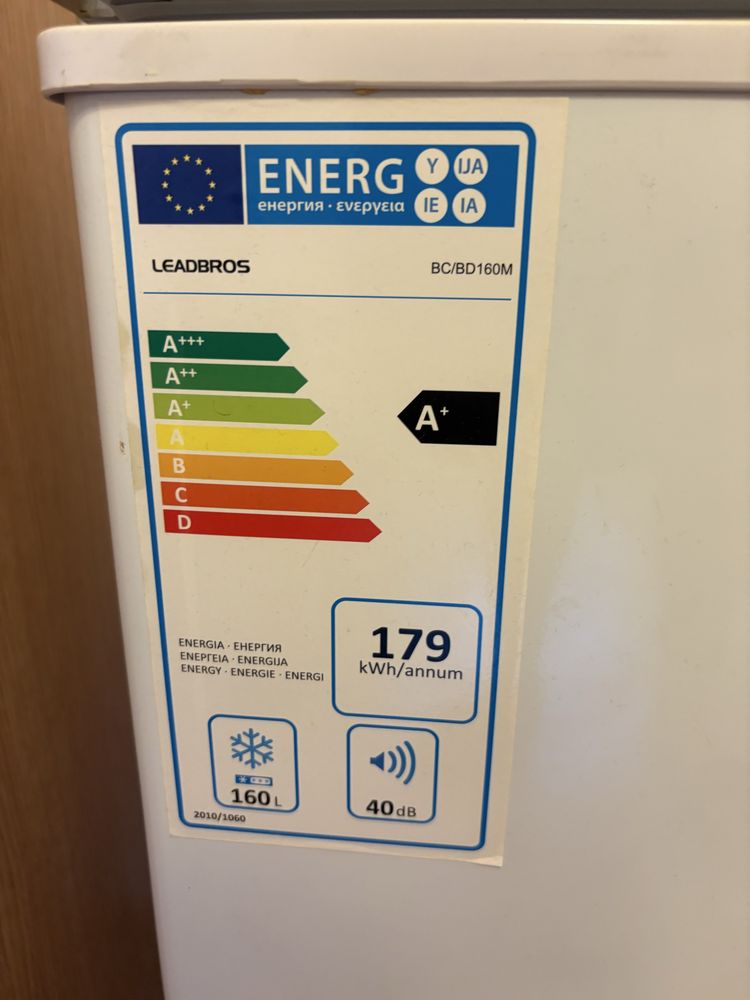 ENERG Y IJA
енергия · ενεργεια IE IA
LEADBROS BC/BD160M
A+++
A++
A+ A+
A
B
C
D
179
kWh/annum
ENERGIA · ЕНЕРГИЯ
ΕΝΕΡΓΕΙΑ · ENERGIJA
ENERGY · ENERGIE · ENERGI
160 L
40 dB
2010/1060